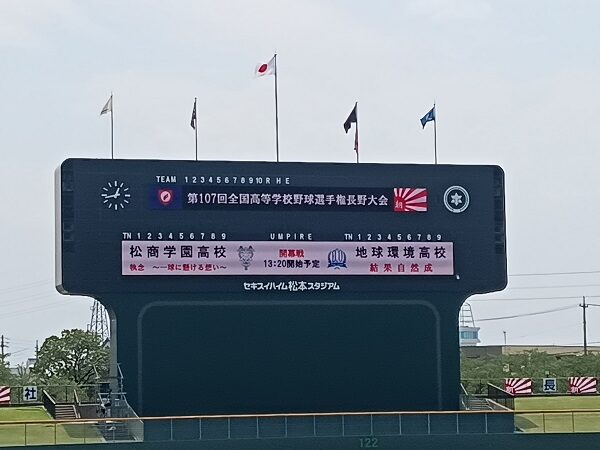 TEAM 1 2 3 4 5 6 7 8 9 10 R H E
第107回全国高等学校野球選手権長野大会
朝
TN 1 2 3 4 5 6 7 8 9 UMPIRE TN 1 2 3 4 5 6 7 8 9
松商学園高校 開幕戦 地球環境高校
執念 ～一球に懸ける想い～ 13:20開始予定 結果自然成
セキスイハイム松本スタジアム
社 長
122